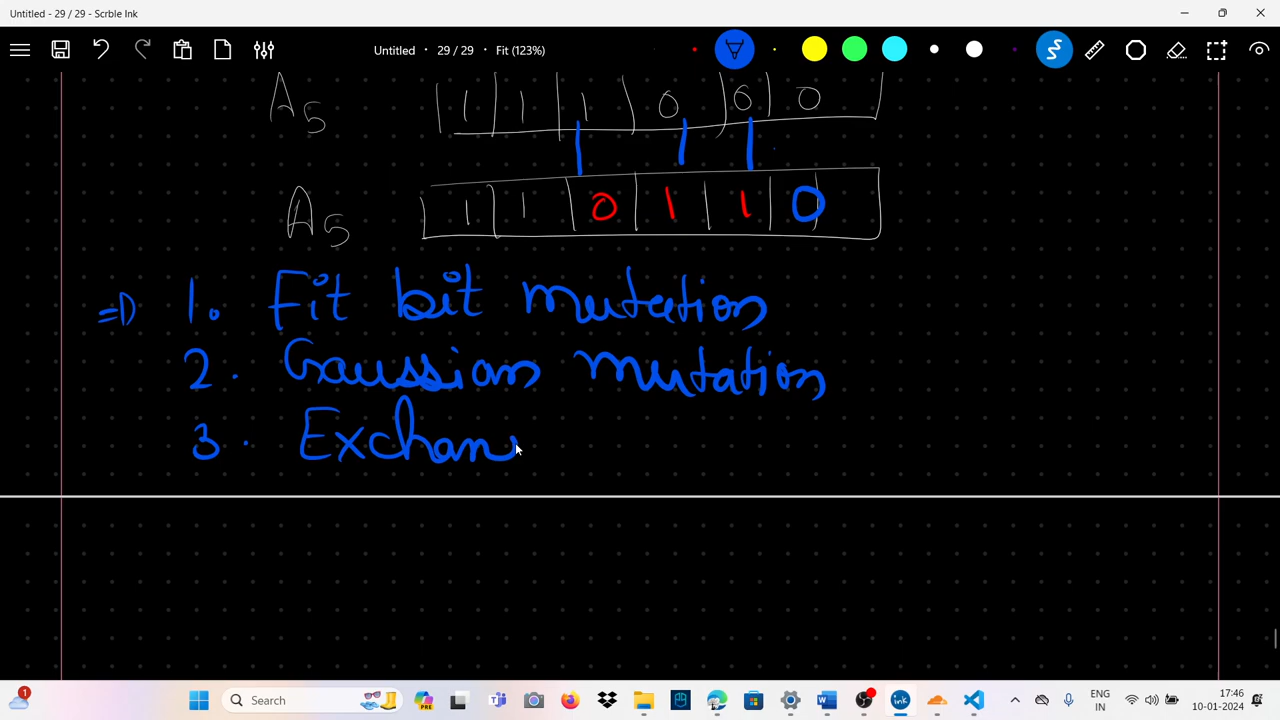 Untitled - 29 / 29 - Scrble Ink
Untitled • 29 / 29 • Fit (123%)
A5 1 1 1 0 0 0
A5 1 1 0 1 1 0
=D 1. Fit bit mutation
2. Gaussian mutation
3. Exchan
1 Search PRE ENG 17:46
IN 10-01-2024